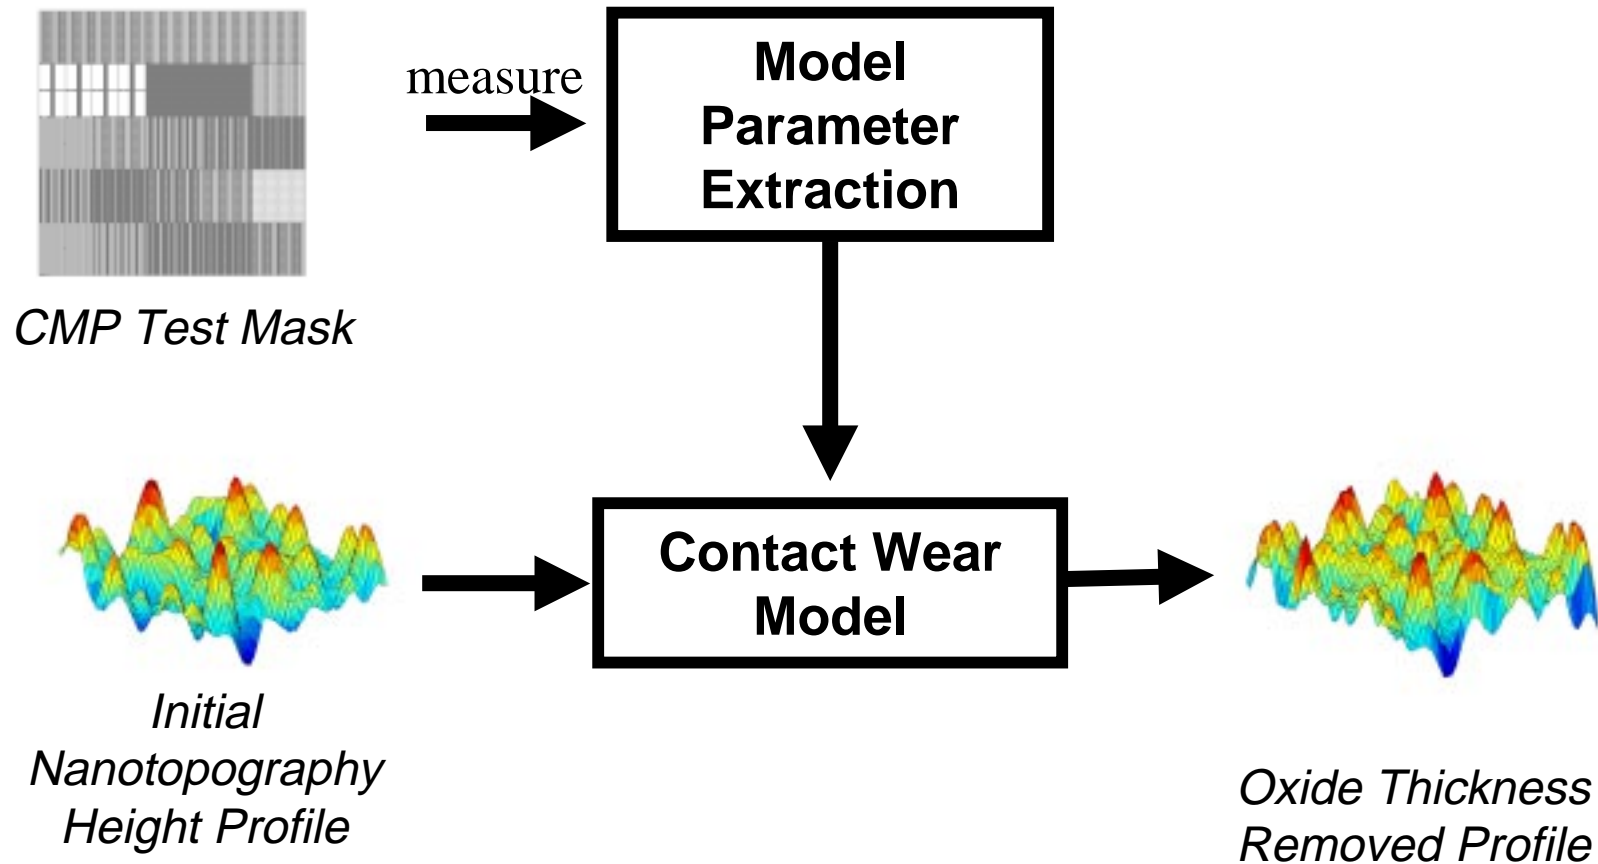 measure
Model
Parameter
Extraction
CMP Test Mask
Contact Wear
Model
Initial
Nanotopography
Height Profile
Oxide Thickness
Removed Profile